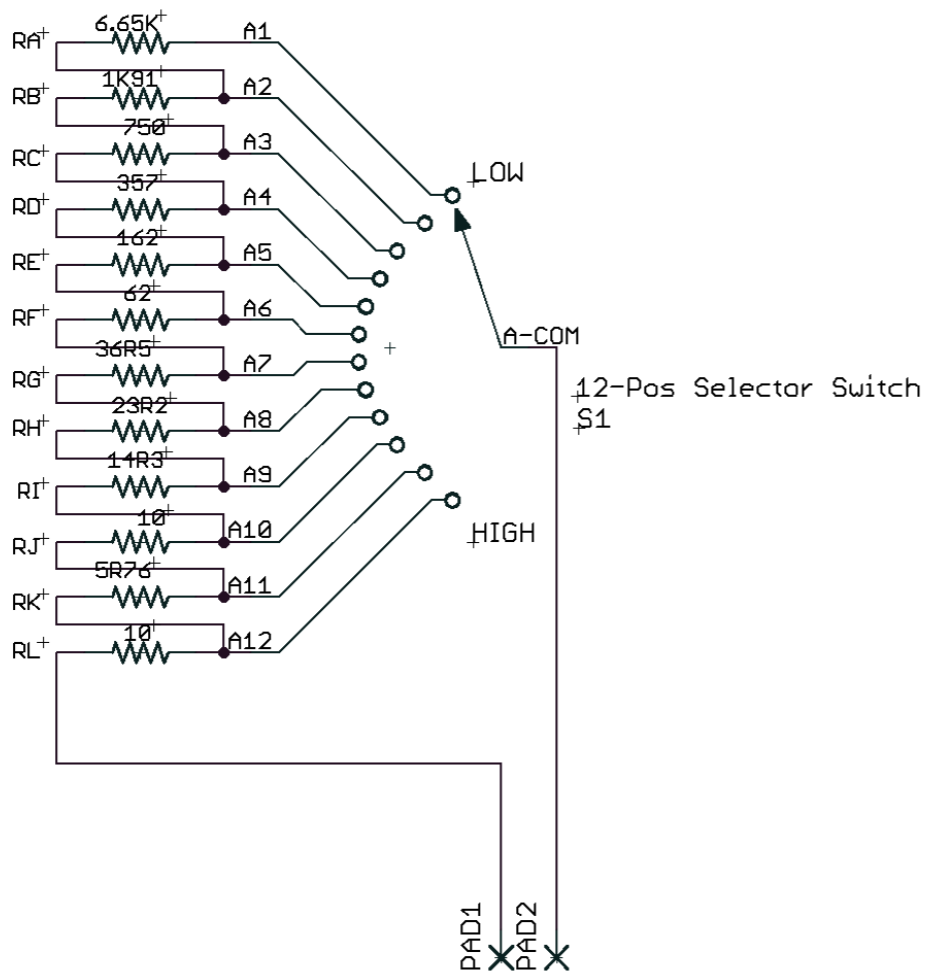 6.65K
RA A1
1K91
RB A2
750
RC A3
357
RD A4
162
RE A5
62
RF A6
36R5
RG A7
23R2
RH A8
14R3
RI A9
10
RJ A10
5R76
RK A11
10
RL A12
LOW
A-COM
12-Pos Selector Switch
S1
HIGH
PAD1
PAD2